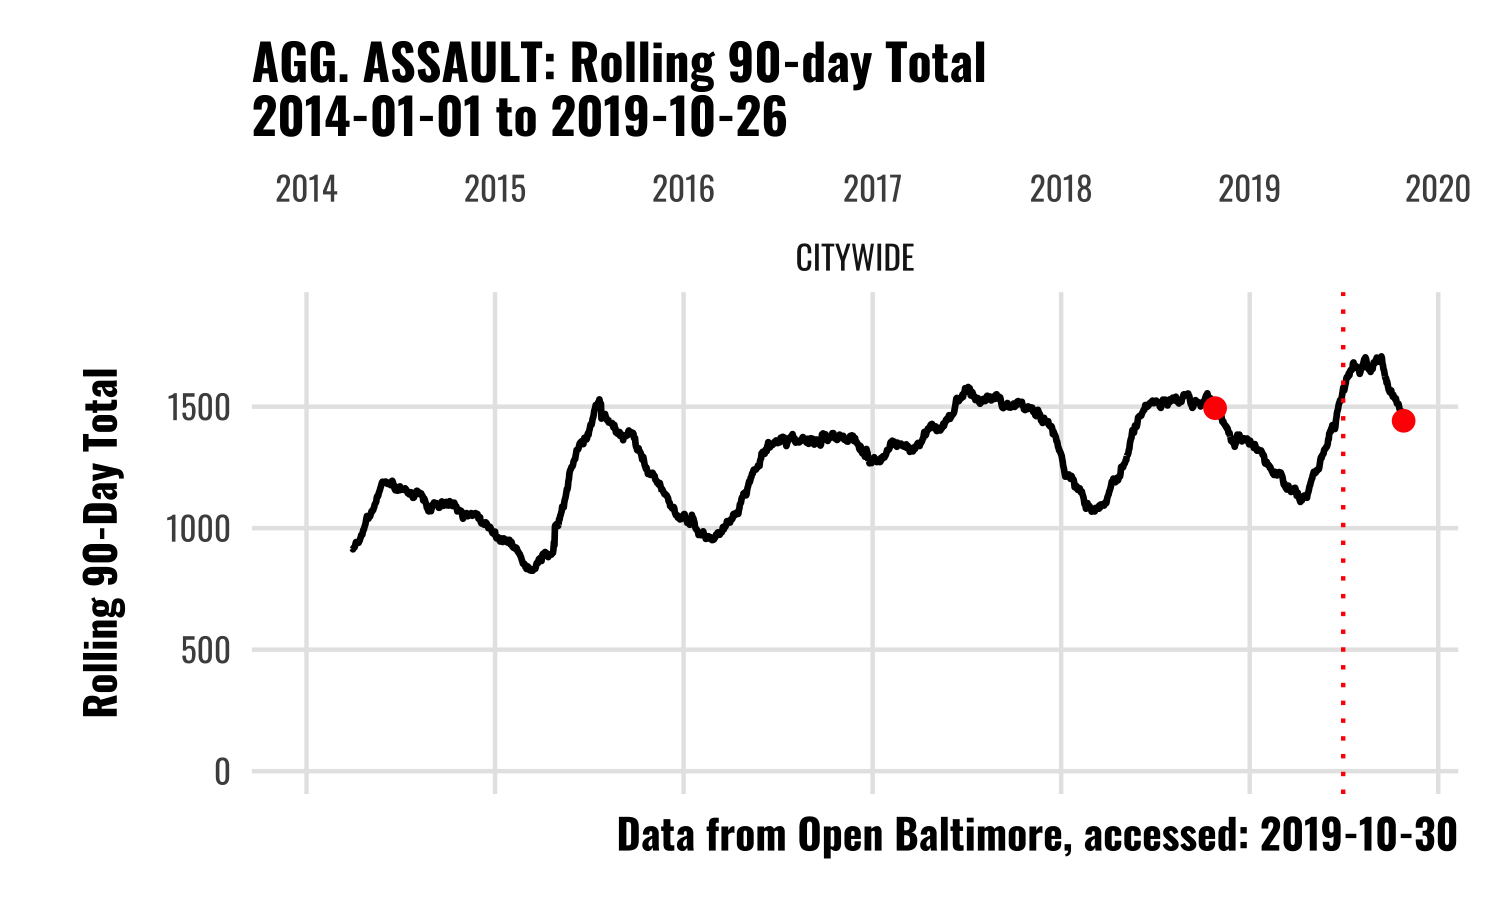 AGG. ASSAULT: Rolling 90-day Total
2014-01-01 to 2019-10-26
2014 2015 2016 2017 2018 2019 2020
CITYWIDE
Rolling 90-Day Total
1500
1000
500
0
Data from Open Baltimore, accessed: 2019-10-30